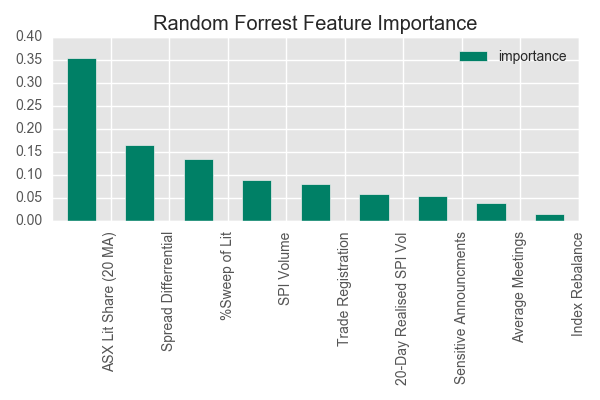 Random Forrest Feature Importance
0.40
0.35
0.30
0.25
0.20
0.15
0.10
0.05
0.00
importance
ASX Lit Share (20 MA)
Spread Differrential
%Sweep of Lit
SPI Volume
Trade Registration
20-Day Realised SPI Vol
Sensitive Announcments
Average Meetings
Index Rebalance